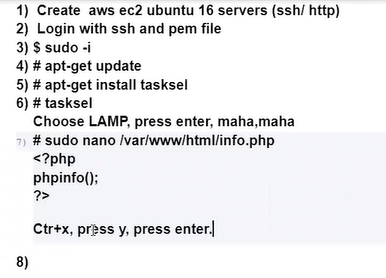 1) Create aws ec2 ubuntu 16 servers (ssh/ http)
2) Login with ssh and pem file
3) $ sudo -i
4) # apt-get update
5) # apt-get install tasksel
6) # tasksel
Choose LAMP, press enter, maha,maha
7) # sudo nano /var/www/html/info.php
<?php
phpinfo();
?>
Ctr+x, press y, press enter.
8)